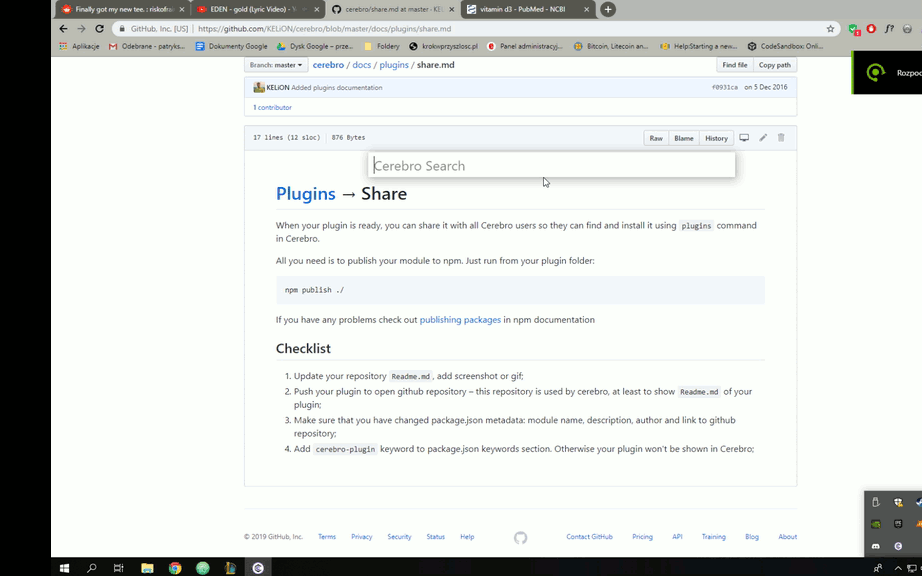 Finally got my new tee. : riskofra
EDEN - gold (Lyric Video) -
cerebro/share.md at master · KEL
vitamin d3 - PubMed - NCBI
GitHub, Inc. [US] | https://github.com/KELiON/cerebro/blob/master/docs/plugins/share.md
Aplikacje
Odebrane - patryks...
Dokumenty Google
Dysk Google – prze...
Foldery
krokwprzyszlosc.pl
Panel administracyj...
Bitcoin, Litecoin an...
Help:Starting a new...
CodeSandbox: Onli...
Rozpoc
Branch: master
cerebro / docs / plugins / share.md
Find file
Copy path
KELiON Added plugins documentation
f0931ca on 5 Dec 2016
1 contributor
17 lines (12 sloc) | 876 Bytes
Raw
Blame
History
Cerebro Search
Plugins → Share
When your plugin is ready, you can share it with all Cerebro users so they can find and install it using plugins command
in Cerebro.
All you need is to publish your module to npm. Just run from your plugin folder:
npm publish ./
If you have any problems check out publishing packages in npm documentation
Checklist
1. Update your repository Readme.md, add screenshot or gif;
2. Push your plugin to open github repository – this repository is used by cerebro, at least to show Readme.md of your
plugin;
3. Make sure that you have changed package.json metadata: module name, description, author and link to github
repository;
4. Add cerebro-plugin keyword to package.json keywords section. Otherwise your plugin won't be shown in Cerebro;
© 2019 GitHub, Inc.
Terms
Privacy
Security
Status
Help
Contact GitHub
Pricing
API
Training
Blog
About